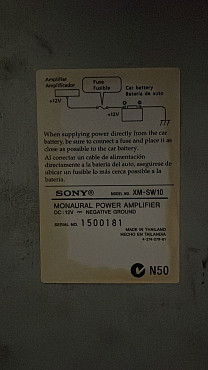 Amplifier
Amplificador
Fuse
Fusible
Car battery
Batería de auto
+12V
+12V
When supplying power directly from the car
battery, be sure to connect a fuse and place it as
close as possible to the car battery.
Al conectar un cable de alimentación
directamente a la batería del auto, asegúrese de
ubicar un fusible lo más cerca posible a la
batería.
SONY® MODEL NO. XM-SW10
MONAURAL POWER AMPLIFIER
DC⎓12V NEGATIVE GROUND
SERIAL NO. 1500181
MADE IN THAILAND
HECHO EN TAILANDIA
N50